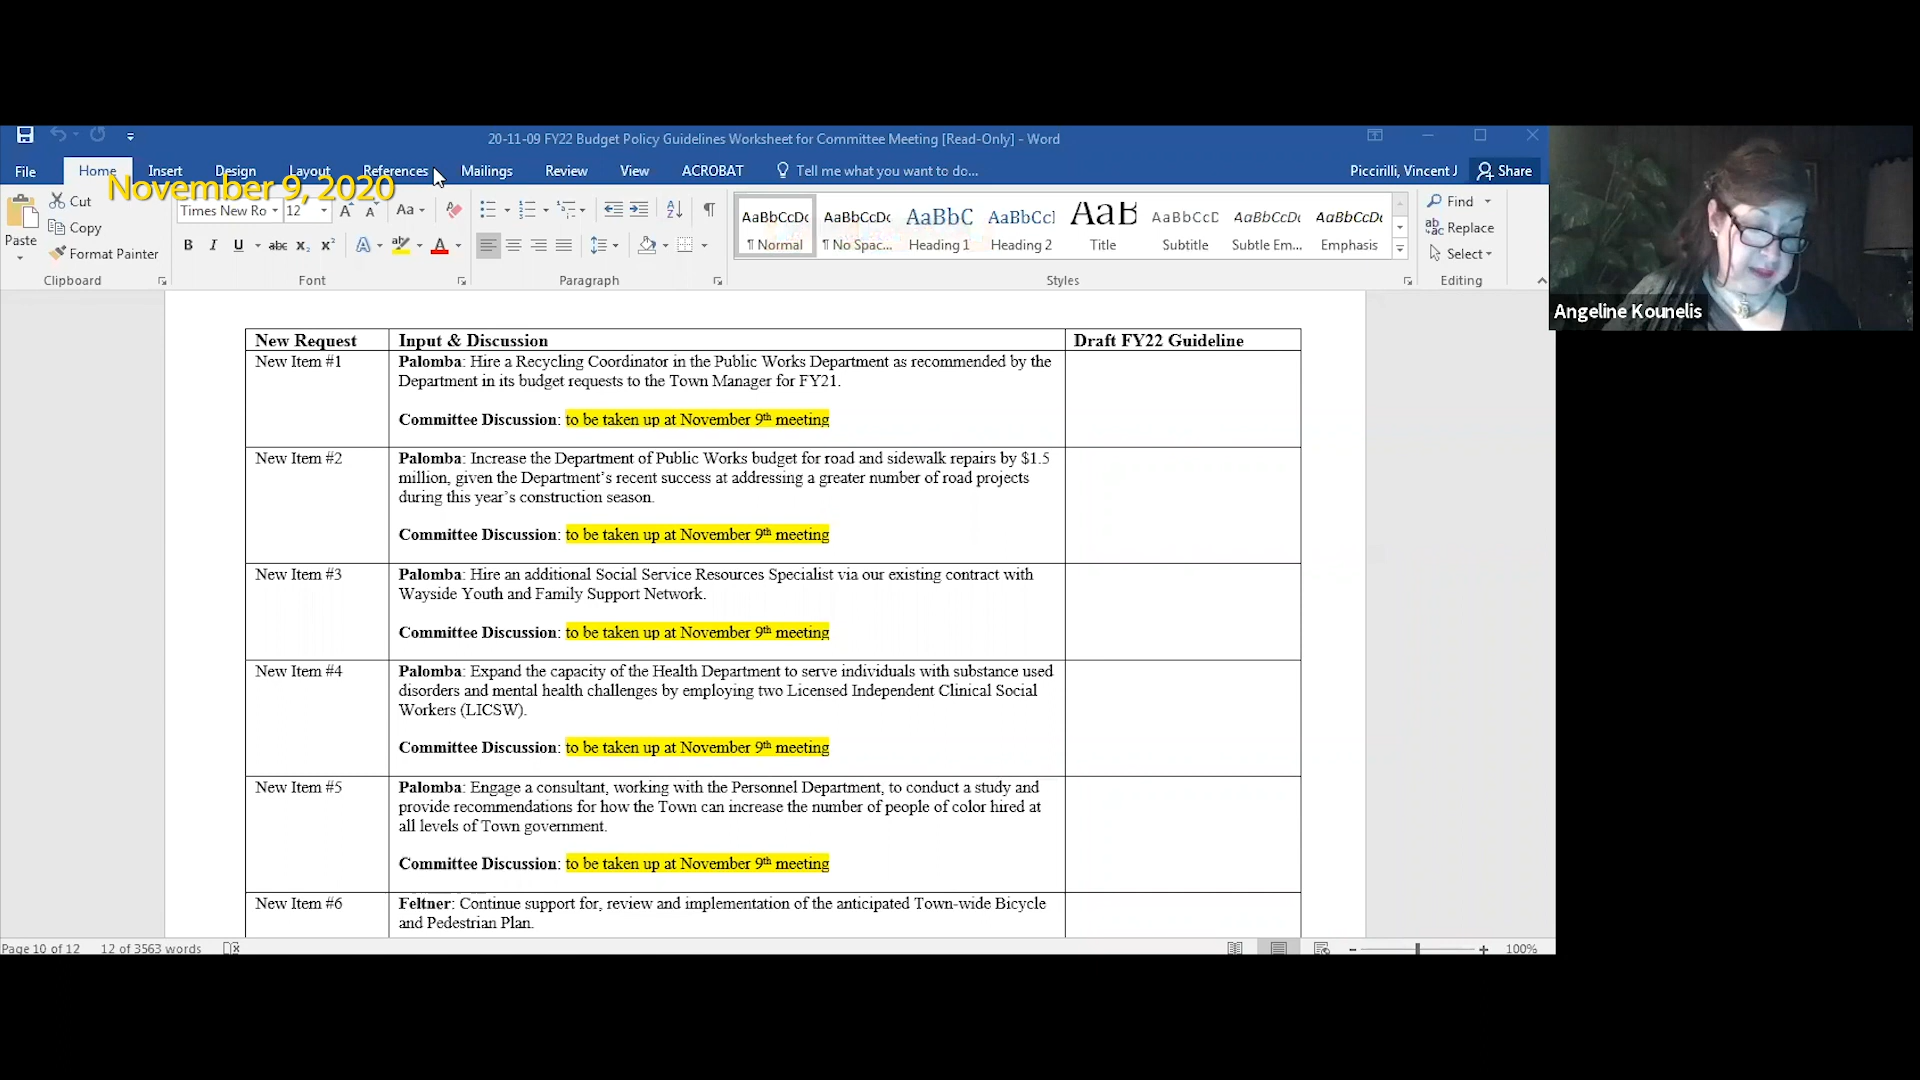 20-11-09 FY22 Budget Policy Guidelines Worksheet for Committee Meeting [Read-Only] - Word
File Home Insert Design Layout References Mailings Review View ACROBAT Tell me what you want to do... Piccirilli, Vincent J Share
November 9, 2020
Paste
Cut
Copy
Format Painter
Clipboard
Times New Ro 12 Aa
B I U abc x₂ x² A ab A
Font
Paragraph
AaBbCcDc AaBbCcDc AaBbC AaBbCcI AaB AaBbCcD AaBbCcDc AaBbCcDc
¶ Normal ¶ No Spac... Heading 1 Heading 2 Title Subtitle Subtle Em... Emphasis
Styles
Find
Replace
Select
Editing
Angeline Kounelis
New Request Input & Discussion Draft FY22 Guideline
New Item #1 Palomba: Hire a Recycling Coordinator in the Public Works Department as recommended by the
Department in its budget requests to the Town Manager for FY21.
Committee Discussion: to be taken up at November 9th meeting
New Item #2 Palomba: Increase the Department of Public Works budget for road and sidewalk repairs by $1.5
million, given the Department's recent success at addressing a greater number of road projects
during this year's construction season.
Committee Discussion: to be taken up at November 9th meeting
New Item #3 Palomba: Hire an additional Social Service Resources Specialist via our existing contract with
Wayside Youth and Family Support Network.
Committee Discussion: to be taken up at November 9th meeting
New Item #4 Palomba: Expand the capacity of the Health Department to serve individuals with substance used
disorders and mental health challenges by employing two Licensed Independent Clinical Social
Workers (LICSW).
Committee Discussion: to be taken up at November 9th meeting
New Item #5 Palomba: Engage a consultant, working with the Personnel Department, to conduct a study and
provide recommendations for how the Town can increase the number of people of color hired at
all levels of Town government.
Committee Discussion: to be taken up at November 9th meeting
New Item #6 Feltner: Continue support for, review and implementation of the anticipated Town-wide Bicycle
and Pedestrian Plan.
Page 10 of 12 12 of 3563 words 100%